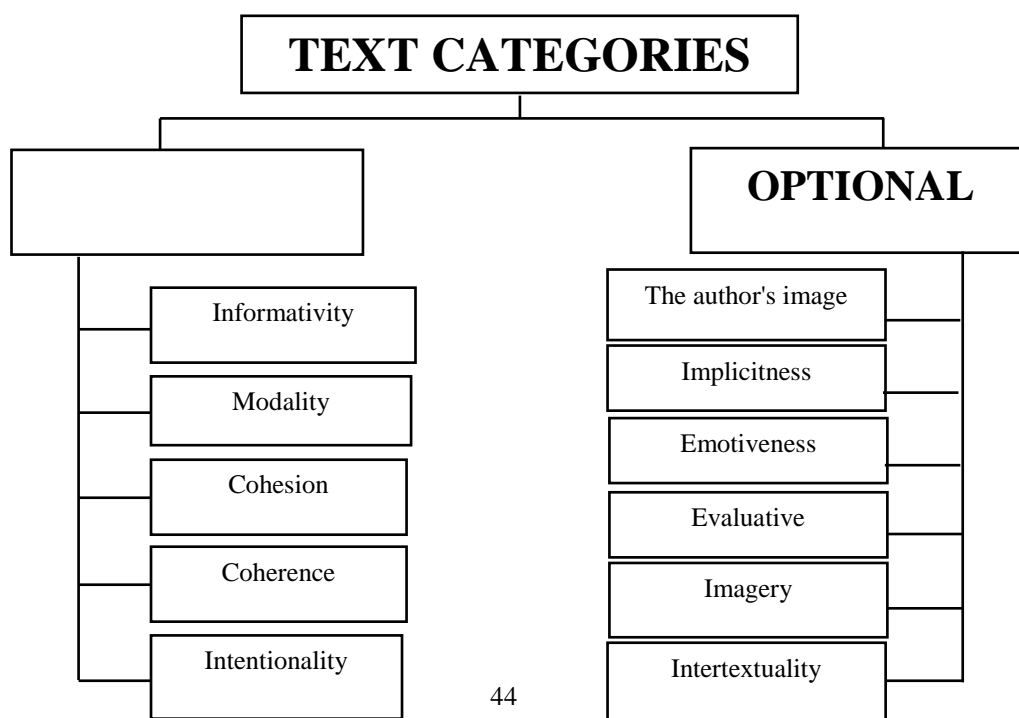 TEXT CATEGORIES
OPTIONAL
Informativity
Modality
Cohesion
Coherence
Intentionality
The author's image
Implicitness
Emotiveness
Evaluative
Imagery
Intertextuality
44